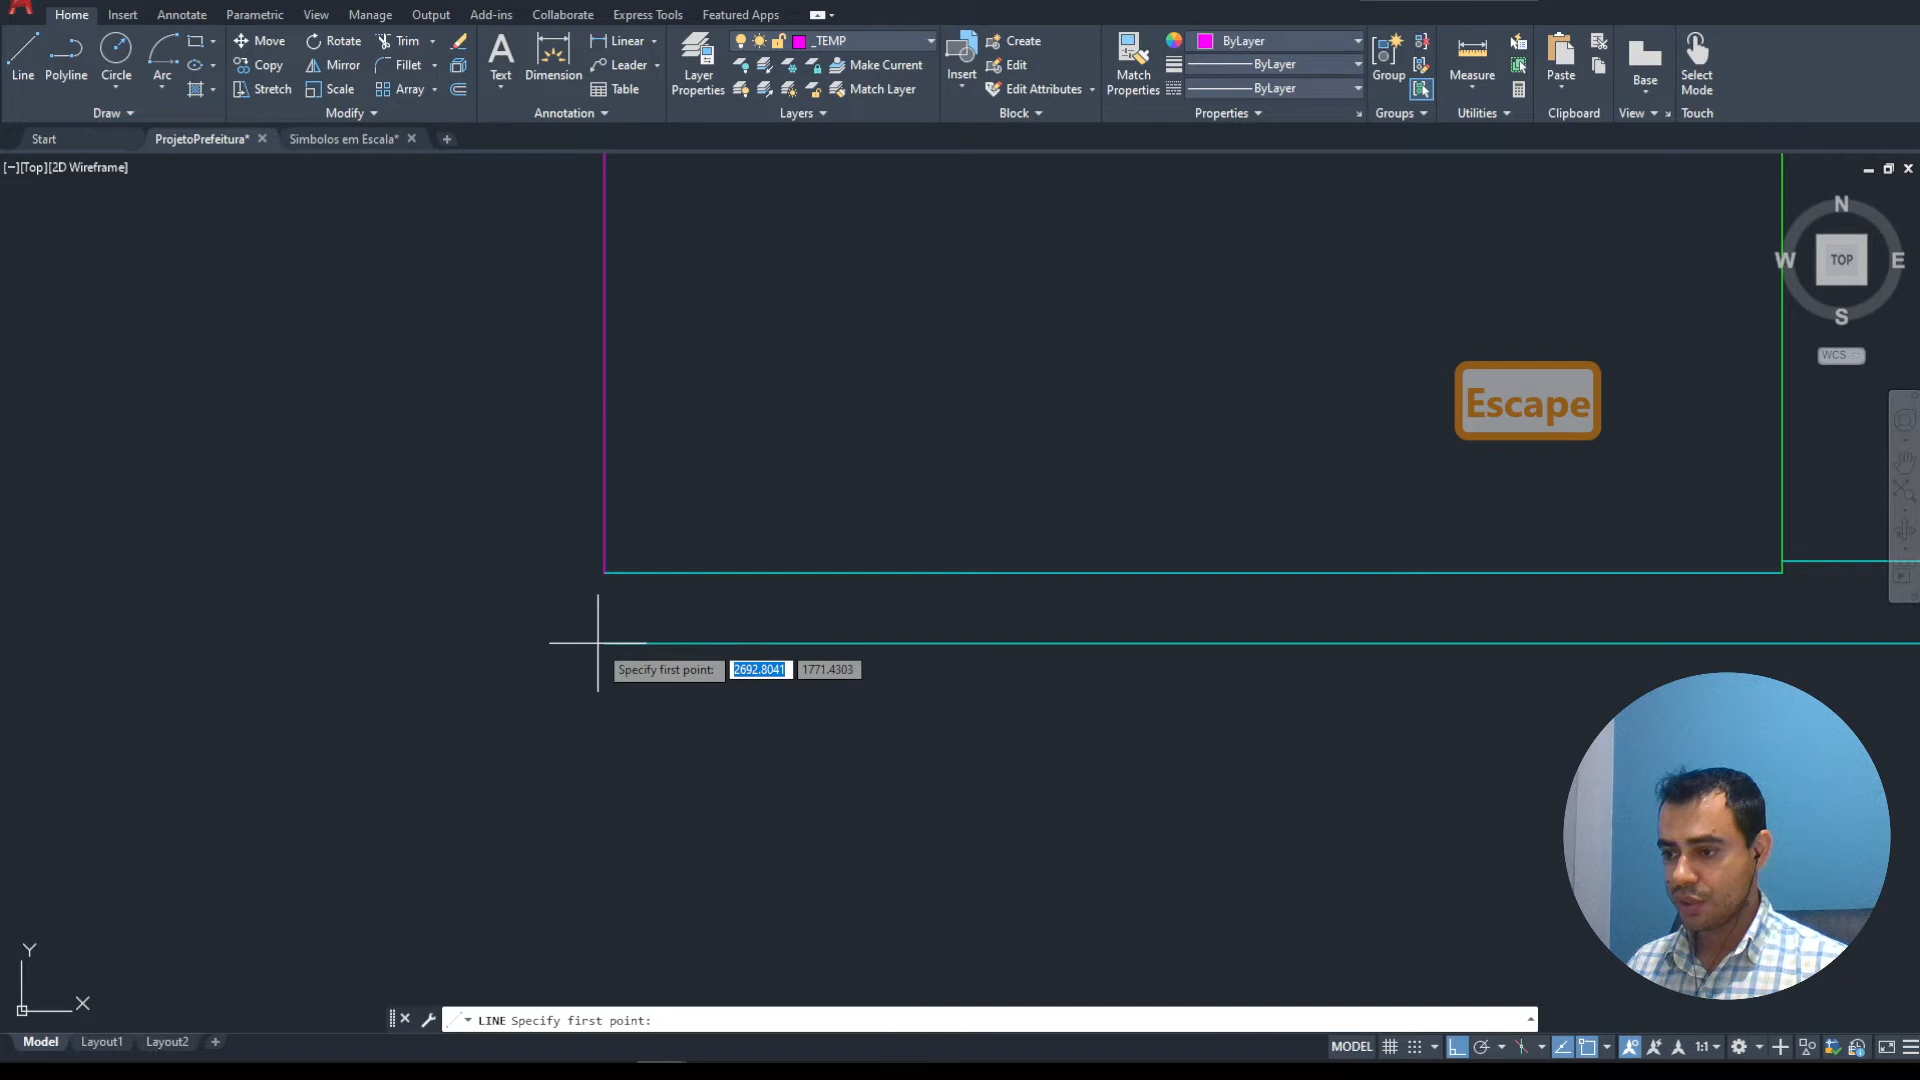 Home Insert Annotate Parametric View Manage Output Add-ins Collaborate Express Tools Featured Apps
Line Polyline Circle Arc
Move Rotate Trim
Copy Mirror Fillet
Stretch Scale Array
Text Dimension
Linear
Leader
Table
Layer Properties
_TEMP
Make Current
Match Layer
Insert
Create
Edit
Edit Attributes
Match Properties
ByLayer
ByLayer
ByLayer
Group
Measure
Paste
Base
Select Mode
Draw Modify Annotation Layers Block Properties Groups Utilities Clipboard View Touch
Start ProjetoPrefeitura* Simbolos em Escala*
[−][Top][2D Wireframe]
N
W TOP E
S
WCS
Escape
Specify first point: 2692.8041 1771.4303
Y
X
LINE Specify first point:
Model Layout1 Layout2
MODEL 1:1